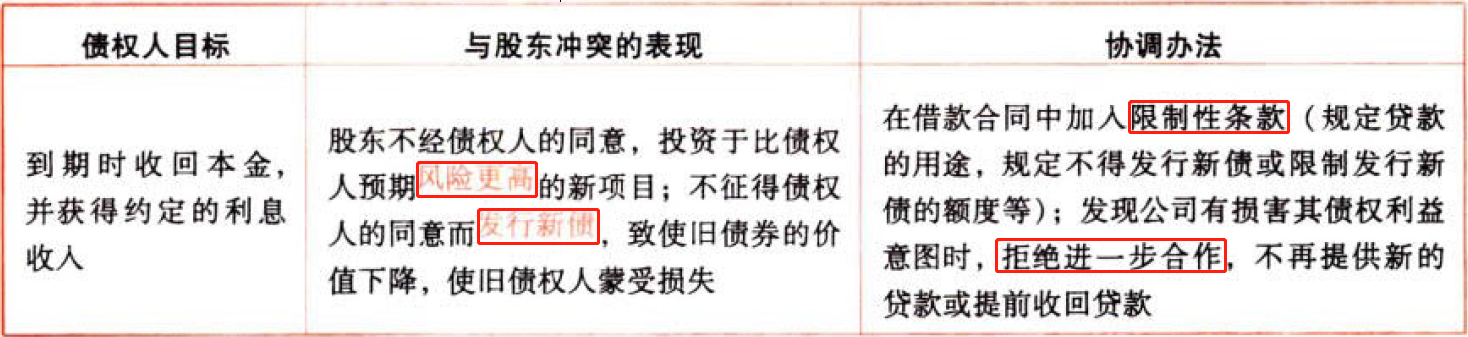 债权人目标
与股东冲突的表现
协调办法
到期时收回本金，
并获得约定的利息
收入
股东不经债权人的同意，投资于比债权
人预期风险更高的新项目；不征得债权
人的同意而发行新债，致使旧债券的价
值下降，使旧债权人蒙受损失
在借款合同中加入限制性条款（规定贷款
的用途，规定不得发行新债或限制发行新
债的额度等）；发现公司有损害其债权利益
意图时，拒绝进一步合作，不再提供新的
贷款或提前收回贷款